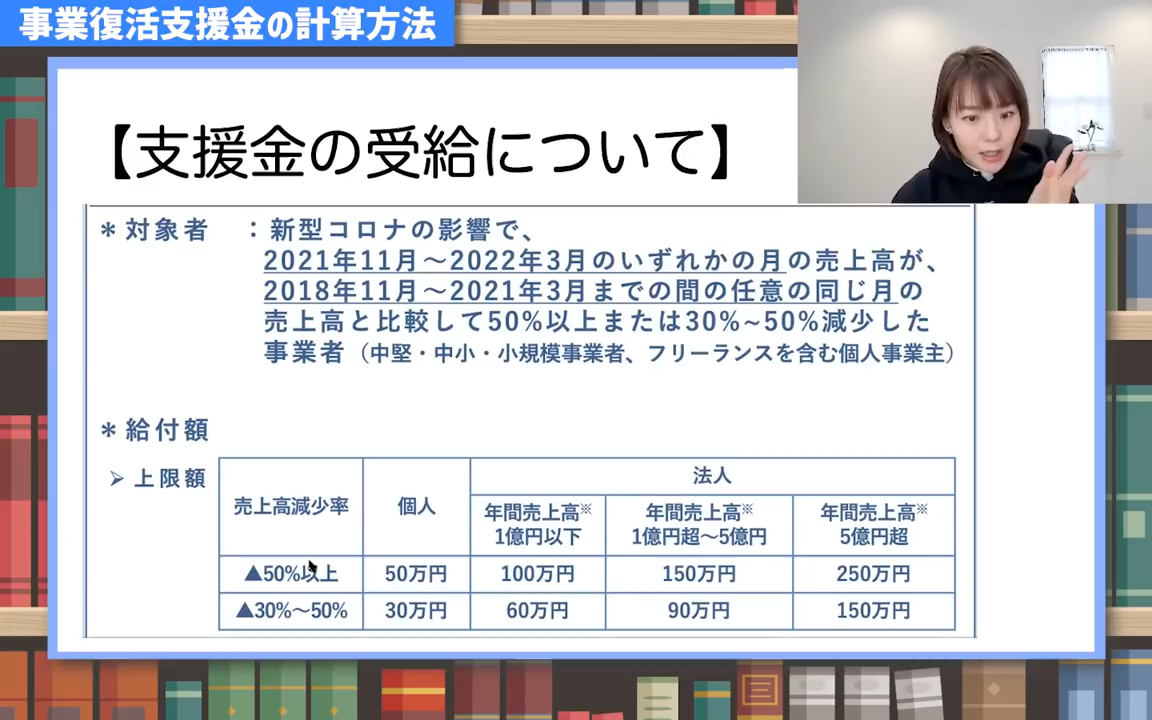 事業復活支援金の計算方法
【支援金の受給について】
＊対象者　：新型コロナの影響で、
2021年11月～2022年3月のいずれかの月の売上高が、
2018年11月～2021年3月までの間の任意の同じ月の
売上高と比較して50%以上または30%~50%減少した
事業者（中堅・中小・小規模事業者、フリーランスを含む個人事業主）
＊給付額
➢上限額
売上高減少率　個人　法人
年間売上高※ 1億円以下
年間売上高※ 1億円超～5億円
年間売上高※ 5億円超
▲50%以上　50万円　100万円　150万円　250万円
▲30%～50%　30万円　60万円　90万円　150万円